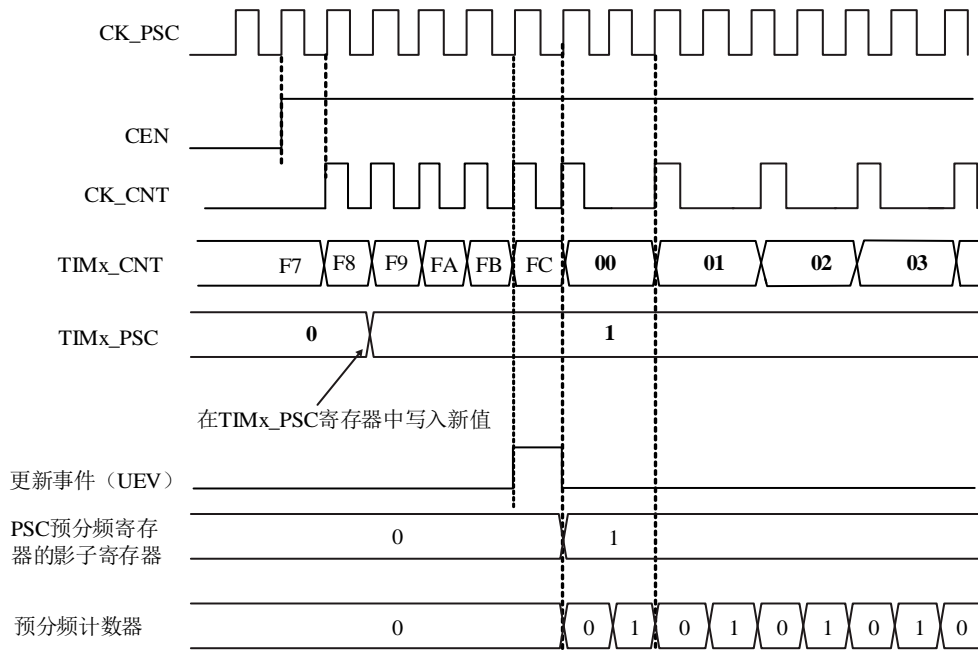 CK_PSC
CEN
CK_CNT
TIMx_CNT F7 F8 F9 FA FB FC 00 01 02 03
TIMx_PSC 0 1
在TIMx_PSC寄存器中写入新值
更新事件（UEV）
PSC预分频寄存
器的影子寄存器 0 1
预分频计数器 0 0 1 0 1 0 1 0 1 0